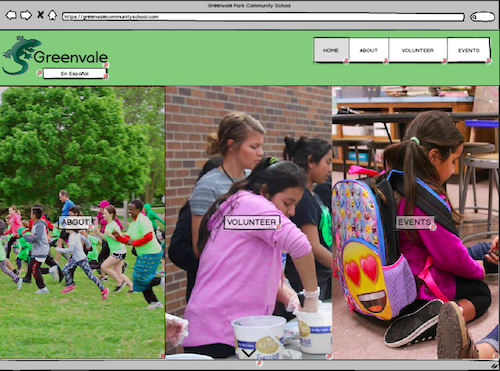 Greenvale Park Community School
https://greenvalecommunityschool.com
Greenvale
En Español
HOME
ABOUT
VOLUNTEER
EVENTS
ABOUT
VOLUNTEER
EVENTS